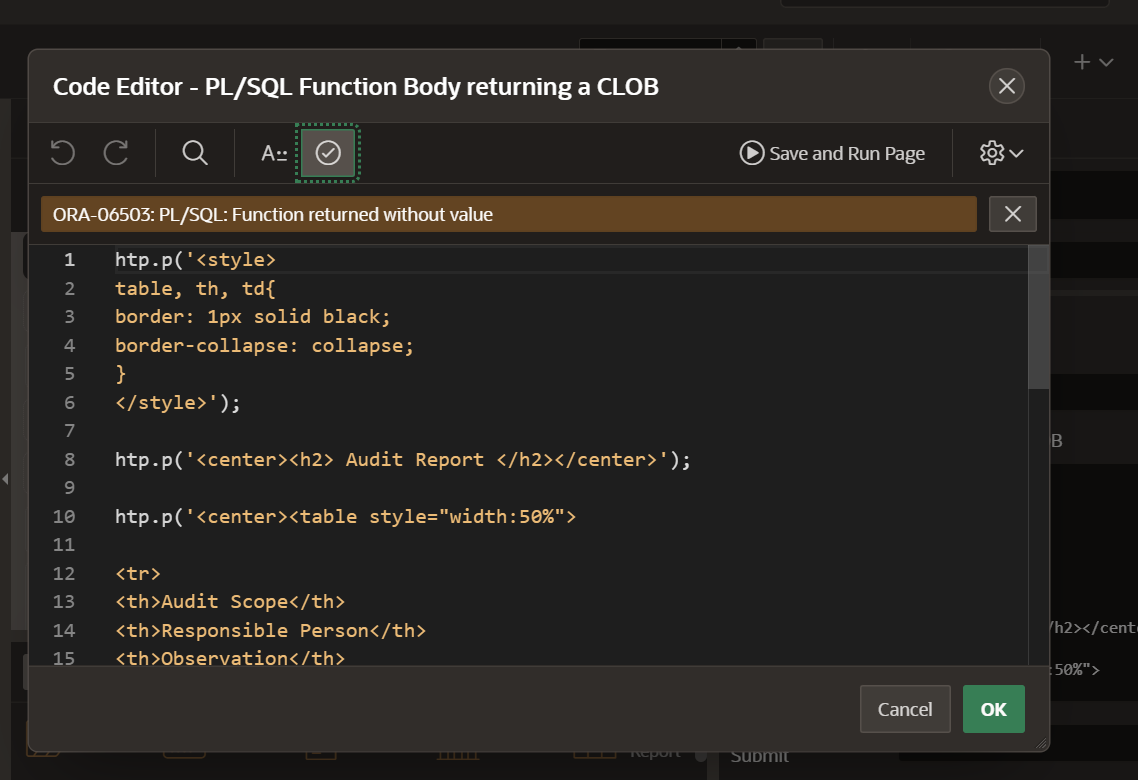 Code Editor - PL/SQL Function Body returning a CLOB
Save and Run Page
ORA-06503: PL/SQL: Function returned without value
1 htp.p('<style>
2 table, th, td{
3 border: 1px solid black;
4 border-collapse: collapse;
5 }
6 </style>');
7
8 htp.p('<center><h2> Audit Report </h2></center>');
9
10 htp.p('<center><table style="width:50%">
11
12 <tr>
13 <th>Audit Scope</th>
14 <th>Responsible Person</th>
15 <th>Observation</th>
/h2></cent
:50%">
Cancel
OK
Report
Submit